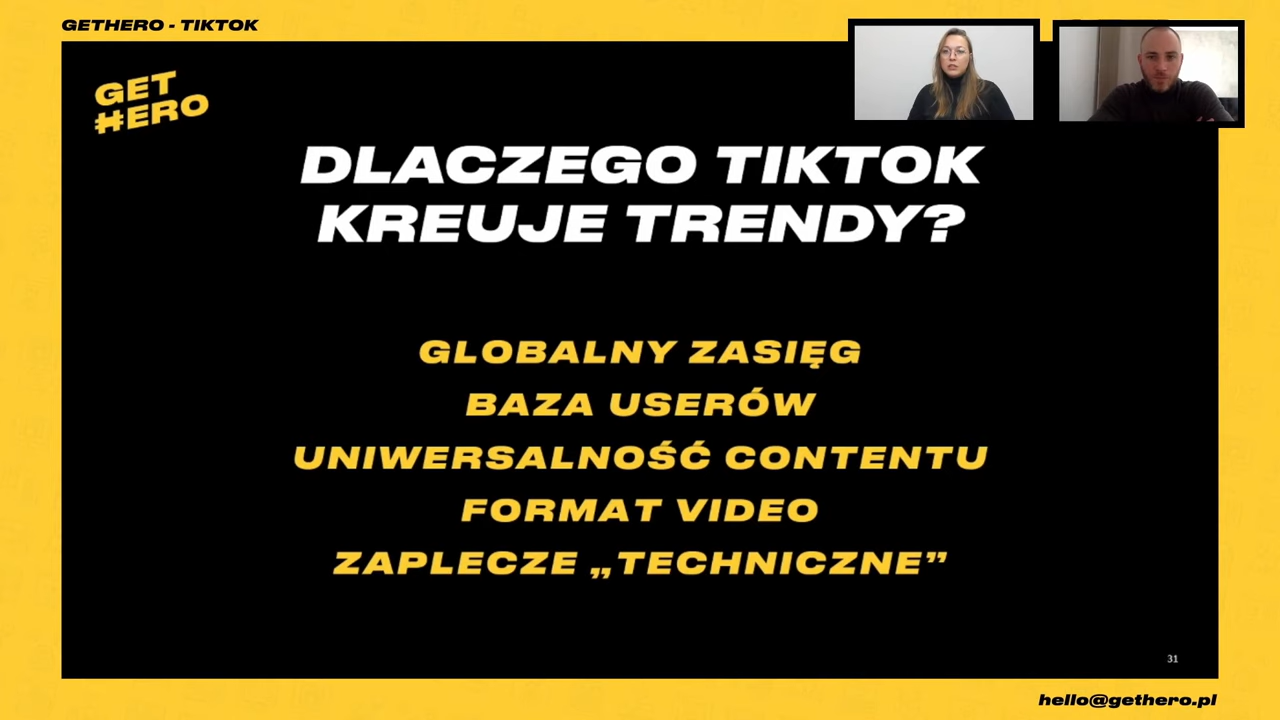 GETHERO - TIKTOK
GET
HERO
DLACZEGO TIKTOK
KREUJE TRENDY?
GLOBALNY ZASIĘG
BAZA USERÓW
UNIWERSALNOŚĆ CONTENTU
FORMAT VIDEO
ZAPLECZE „TECHNICZNE”
31
hello@gethero.pl